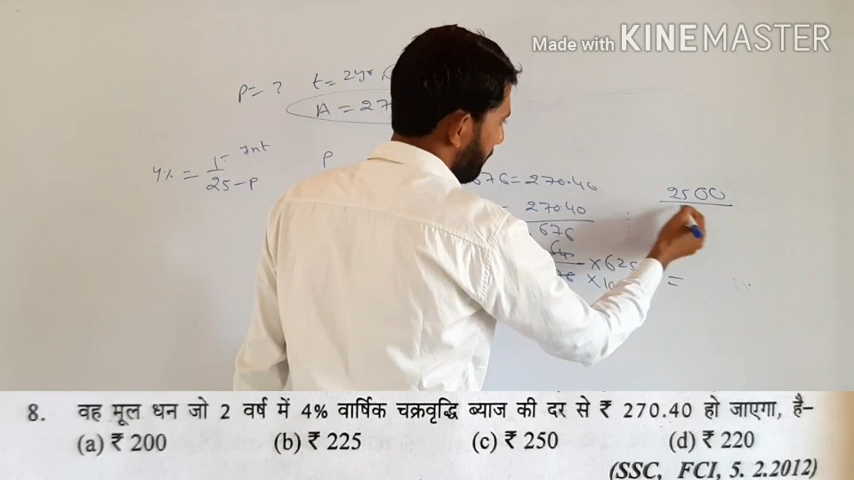 Made with KINEMASTER
P = ? t = 2yr
A = 27
4% = 1 Int
25 - P
P
676 = 270.40
= 27040
676
× 625
=
2500
8. वह मूल धन जो 2 वर्ष में 4% वार्षिक चक्रवृद्धि ब्याज की दर से ₹ 270.40 हो जाएगा, है–
(a) ₹ 200 (b) ₹ 225 (c) ₹ 250 (d) ₹ 220
(SSC, FCI, 5. 2.2012)